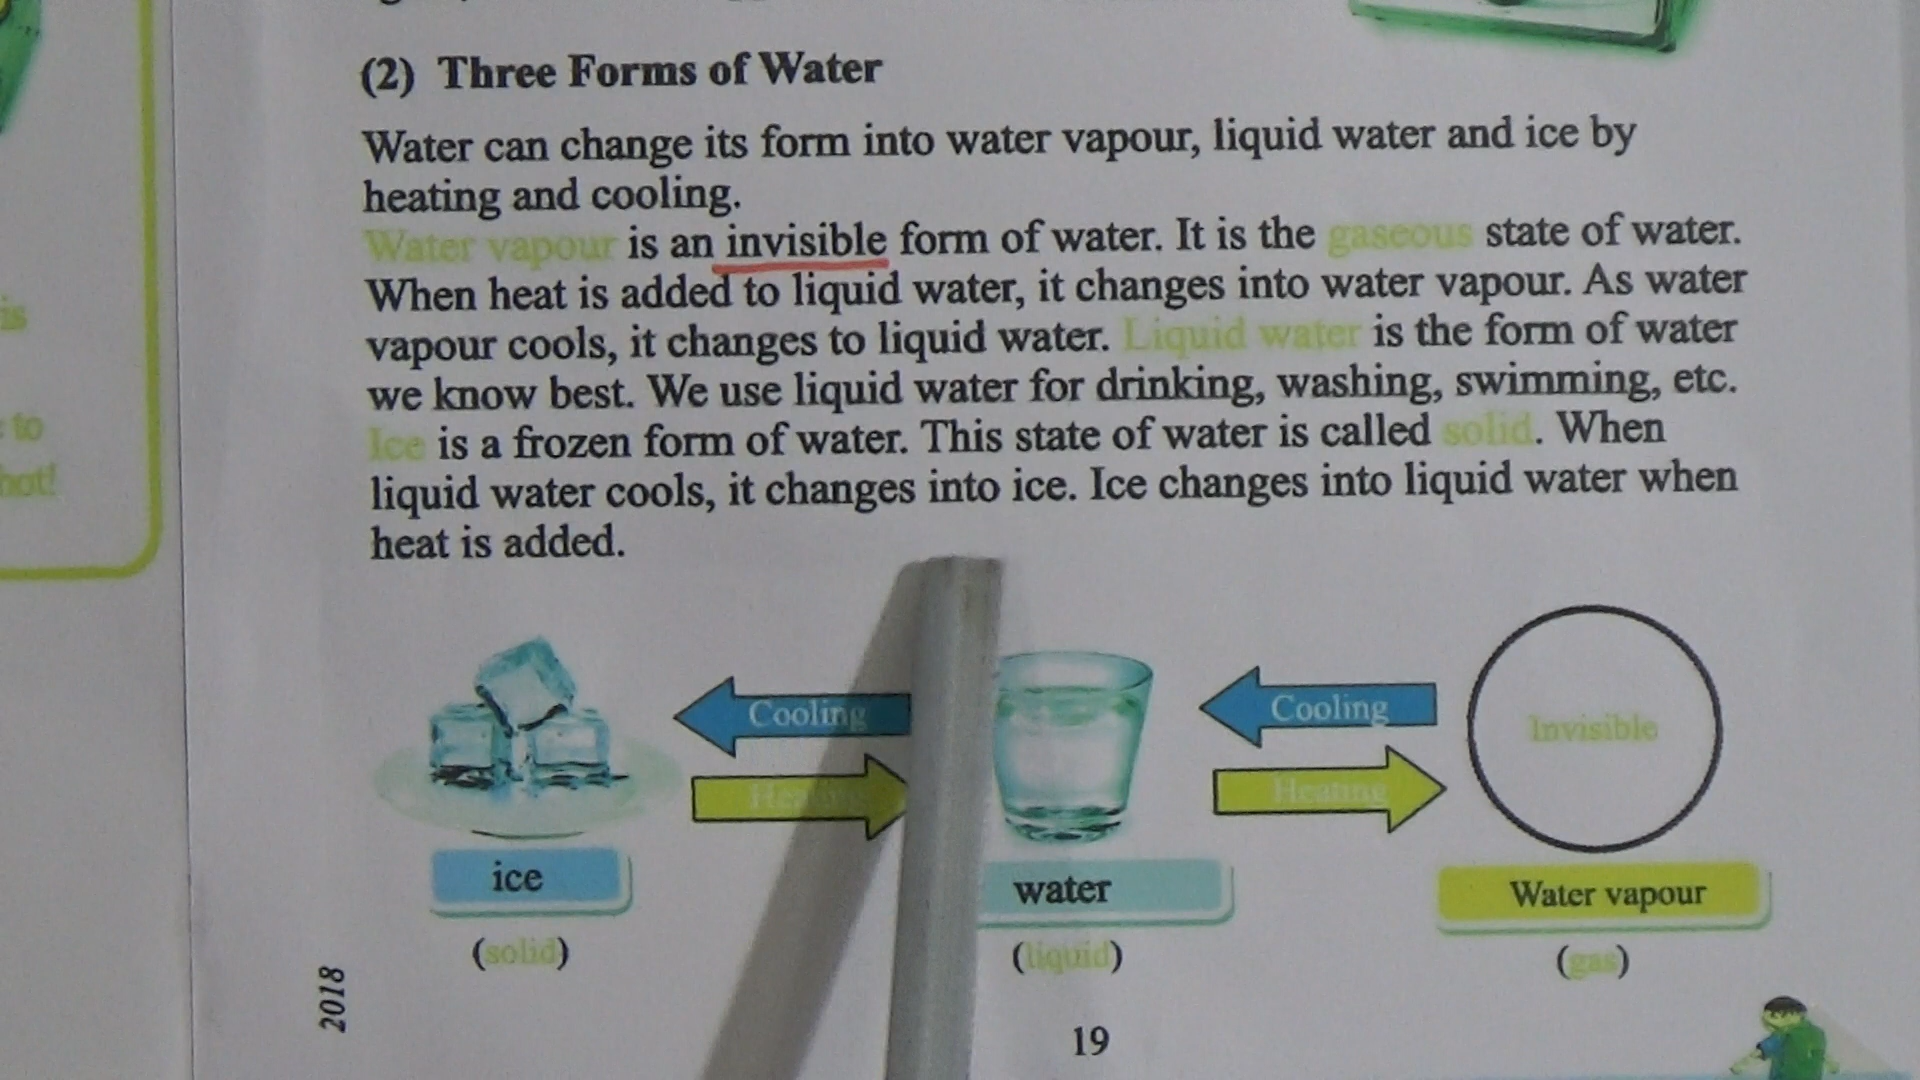 (2) Three Forms of Water
Water can change its form into water vapour, liquid water and ice by
heating and cooling.
Water vapour is an invisible form of water. It is the gaseous state of water.
When heat is added to liquid water, it changes into water vapour. As water
vapour cools, it changes to liquid water. Liquid water is the form of water
we know best. We use liquid water for drinking, washing, swimming, etc.
Ice is a frozen form of water. This state of water is called solid. When
liquid water cools, it changes into ice. Ice changes into liquid water when
heat is added.
is
to
hot!
Cooling
Heating
Cooling
Heating
Invisible
ice
water
Water vapour
(solid)
(liquid)
(gas)
2018
19